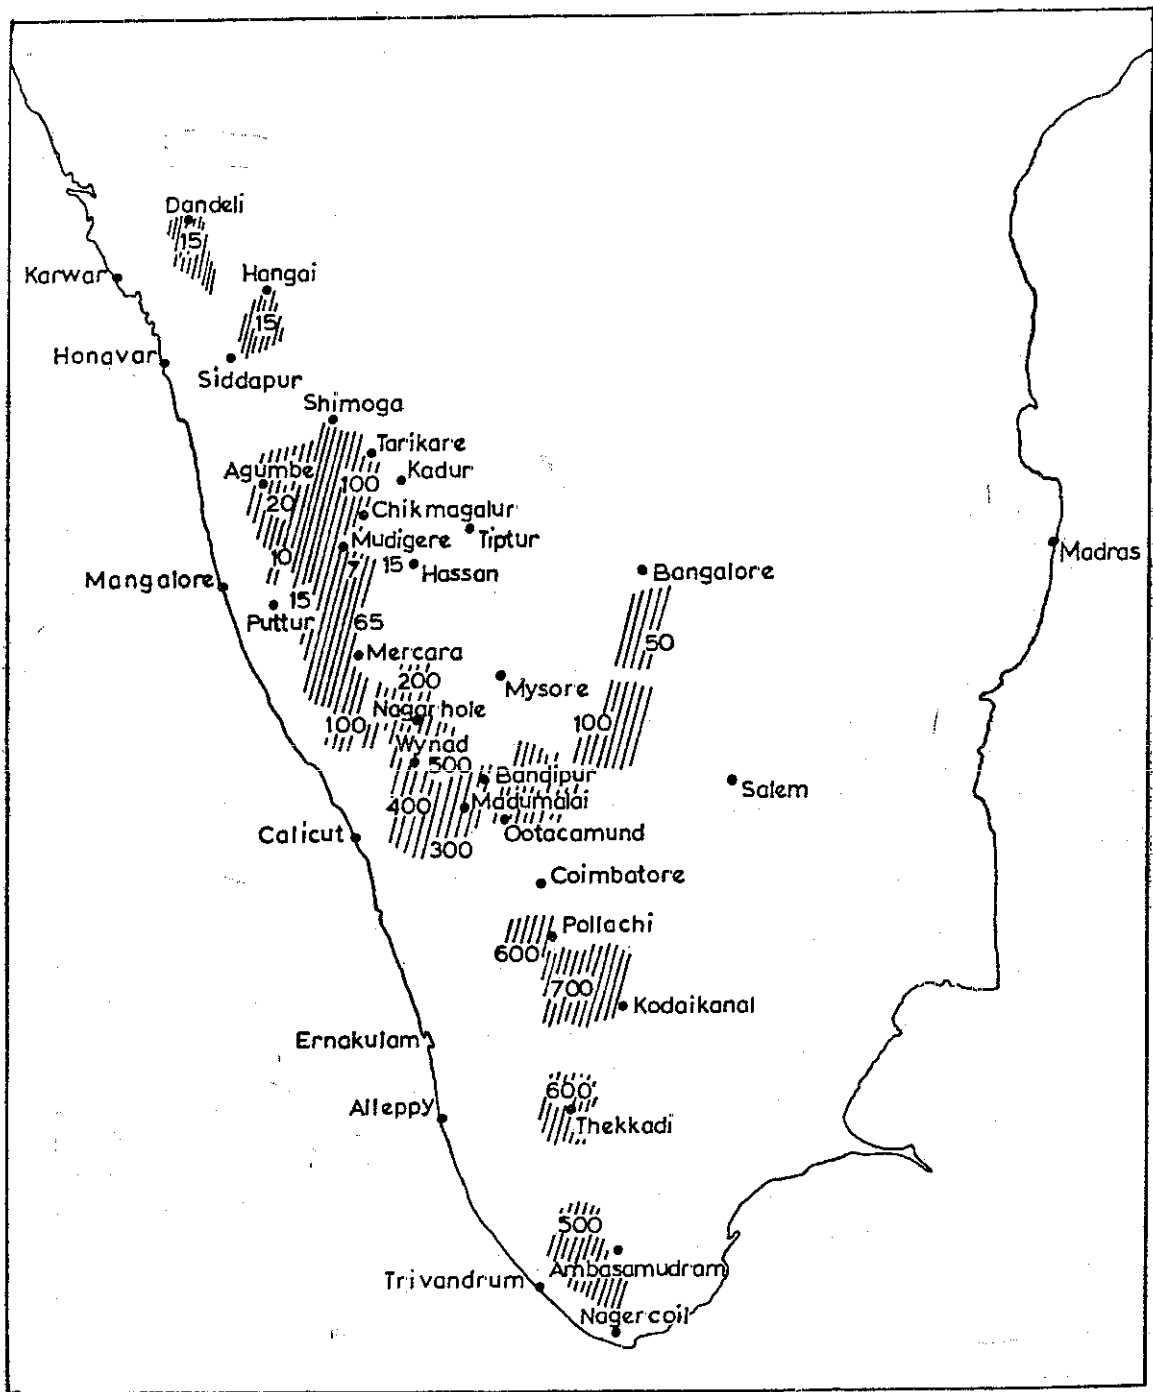 Dandeli
15
Karwar
Hangai
15
Honavar
Siddapur
Shimoga
Tarikare
Agumbe
100
Kadur
20
Chikmagalur
Mudigere
Tiptur
Madras
10
7
15
Hassan
Bangalore
Mangalore
15
Puttur
65
50
Mercara
200
Mysore
Nagarhole
100
100
Wynad
500
Bandipur
Salem
400
Madumalai
Calicut
Ootacamund
300
Coimbatore
Pollachi
600
700
Kodaikanal
Ernakulam
600
Alleppy
Thekkadi
500
Ambasamudram
Trivandrum
Nagercoil